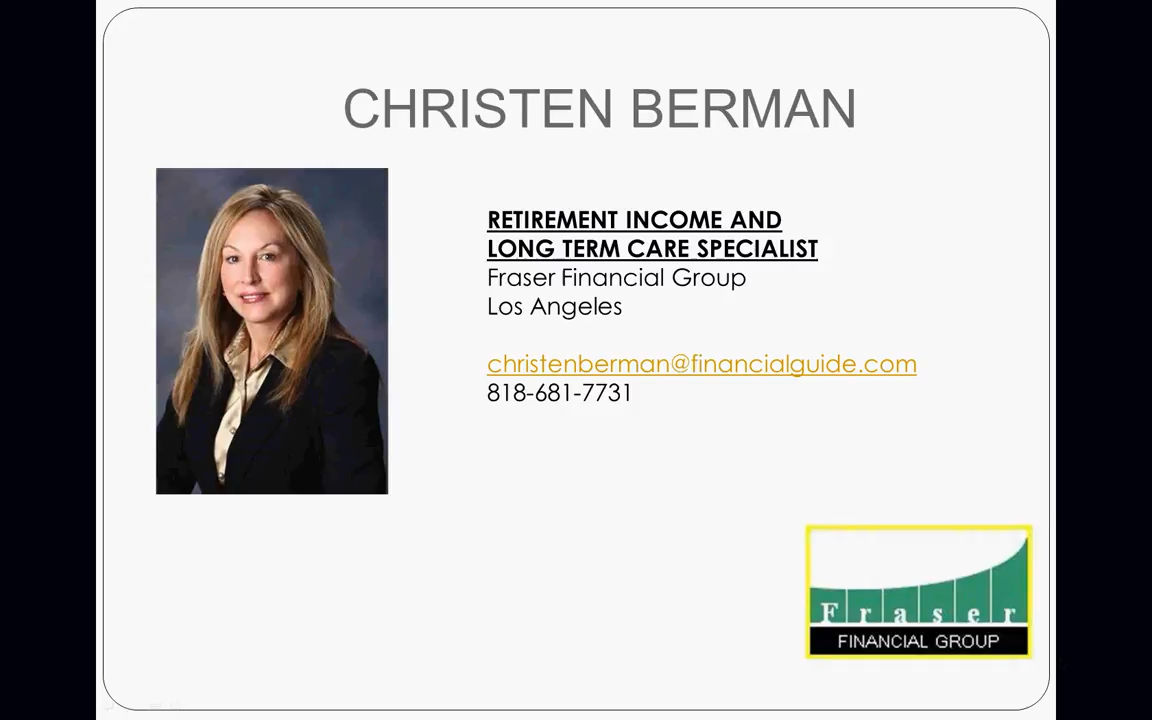 CHRISTEN BERMAN
RETIREMENT INCOME AND
LONG TERM CARE SPECIALIST
Fraser Financial Group
Los Angeles
christenberman@financialguide.com
818-681-7731
Fraser
FINANCIAL GROUP